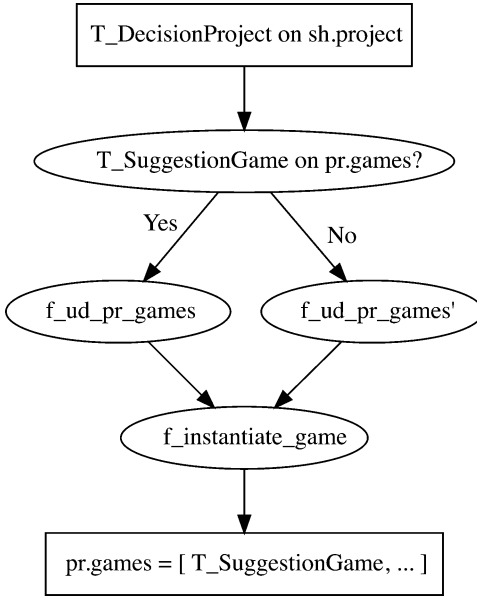 T_DecisionProject on sh.project
T_SuggestionGame on pr.games?
Yes
No
f_ud_pr_games
f_ud_pr_games'
f_instantiate_game
pr.games = [ T_SuggestionGame, ... ]